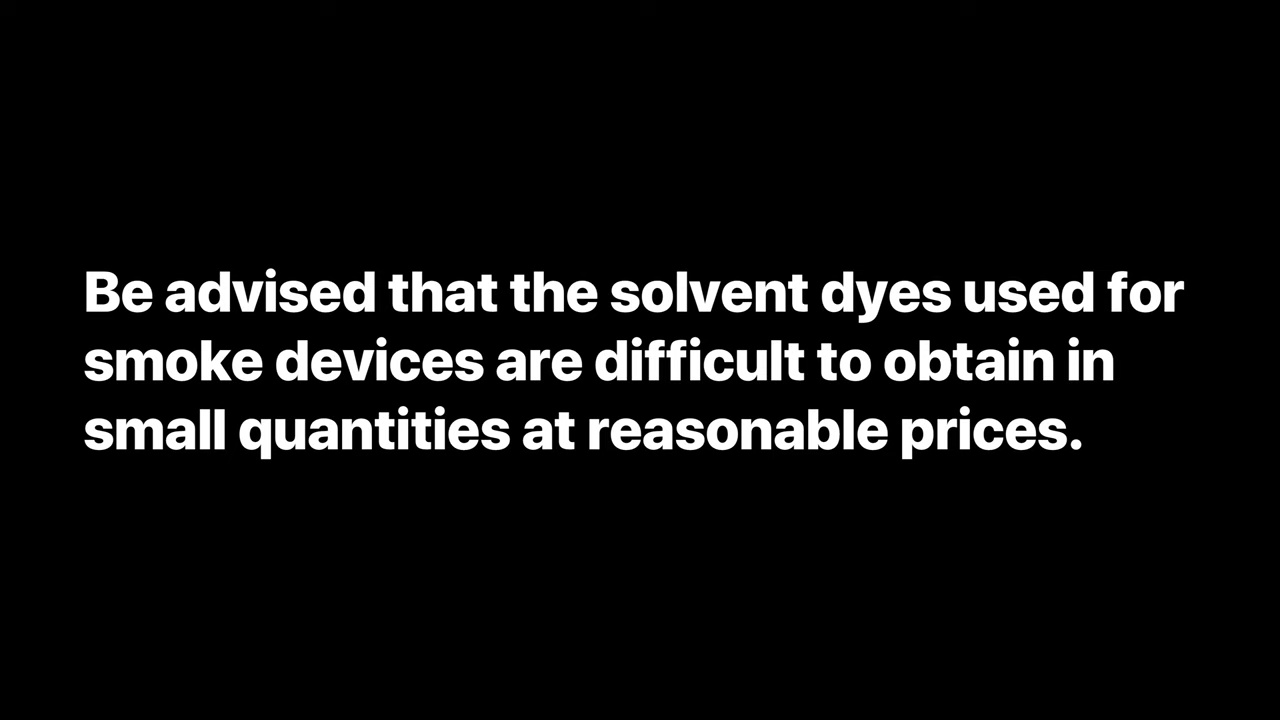 Be advised that the solvent dyes used for
smoke devices are difficult to obtain in
small quantities at reasonable prices.